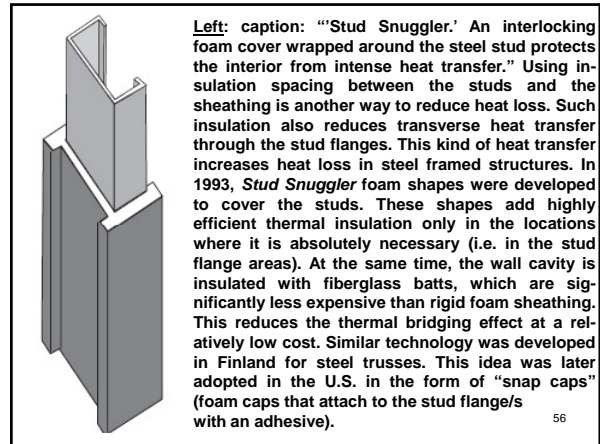 Left: caption: “’Stud Snuggler.’ An interlocking
foam cover wrapped around the steel stud protects
the interior from intense heat transfer.” Using in-
sulation spacing between the studs and the
sheathing is another way to reduce heat loss. Such
insulation also reduces transverse heat transfer
through the stud flanges. This kind of heat transfer
increases heat loss in steel framed structures. In
1993, Stud Snuggler foam shapes were developed
to cover the studs. These shapes add highly
efficient thermal insulation only in the locations
where it is absolutely necessary (i.e. in the stud
flange areas). At the same time, the wall cavity is
insulated with fiberglass batts, which are sig-
nificantly less expensive than rigid foam sheathing.
This reduces the thermal bridging effect at a rel-
atively low cost. Similar technology was developed
in Finland for steel trusses. This idea was later
adopted in the U.S. in the form of “snap caps”
(foam caps that attach to the stud flange/s
with an adhesive).
56